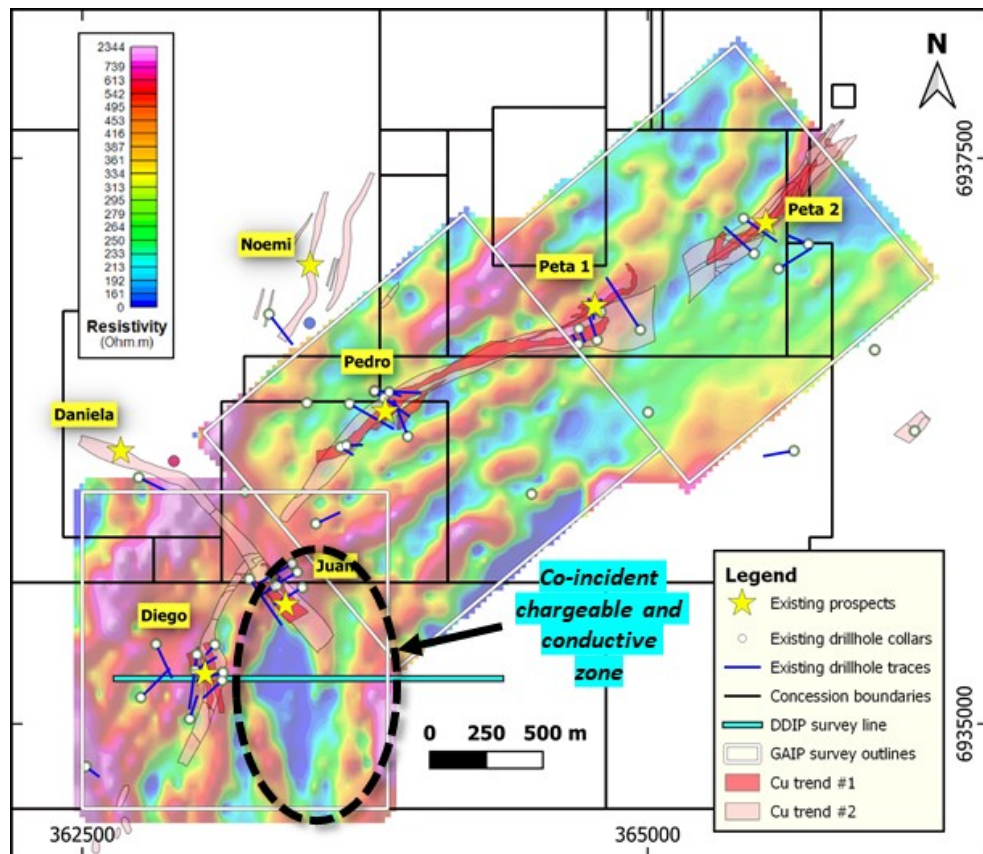 2344
739
613
542
495
453
416
387
361
334
313
295
279
264
250
233
213
192
161
0
Resistivity
(Ohm.m)
N
6937500
Peta 2
Noemi
Peta 1
Pedro
Daniela
Juan
Diego
Co-incident
chargeable and
conductive
zone
0 250 500 m
6935000
362500
365000
Legend
Existing prospects
Existing drillhole collars
Existing drillhole traces
Concession boundaries
DDIP survey line
GAIP survey outlines
Cu trend #1
Cu trend #2